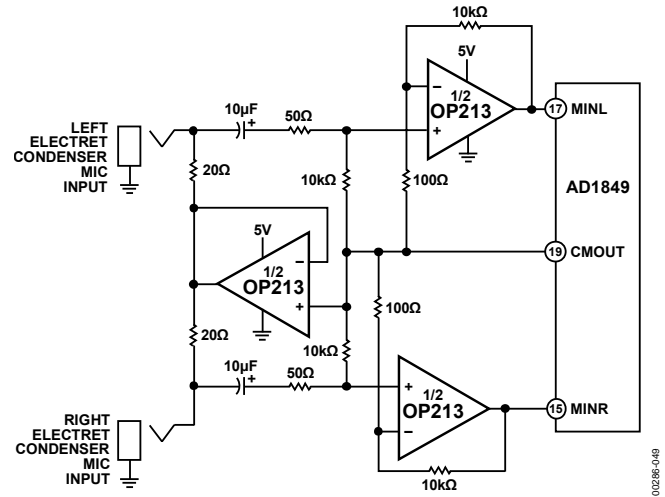 10kΩ
5V
−
1/2
OP213
+
17 MINL
10µF
+
50Ω
LEFT
ELECTRET
CONDENSER
MIC
INPUT
20Ω
10kΩ
100Ω
AD1849
5V
−
1/2
OP213
+
19 CMOUT
100Ω
20Ω
10kΩ
10µF
+
50Ω
+
1/2
OP213
−
15 MINR
RIGHT
ELECTRET
CONDENSER
MIC
INPUT
10kΩ
00286-049